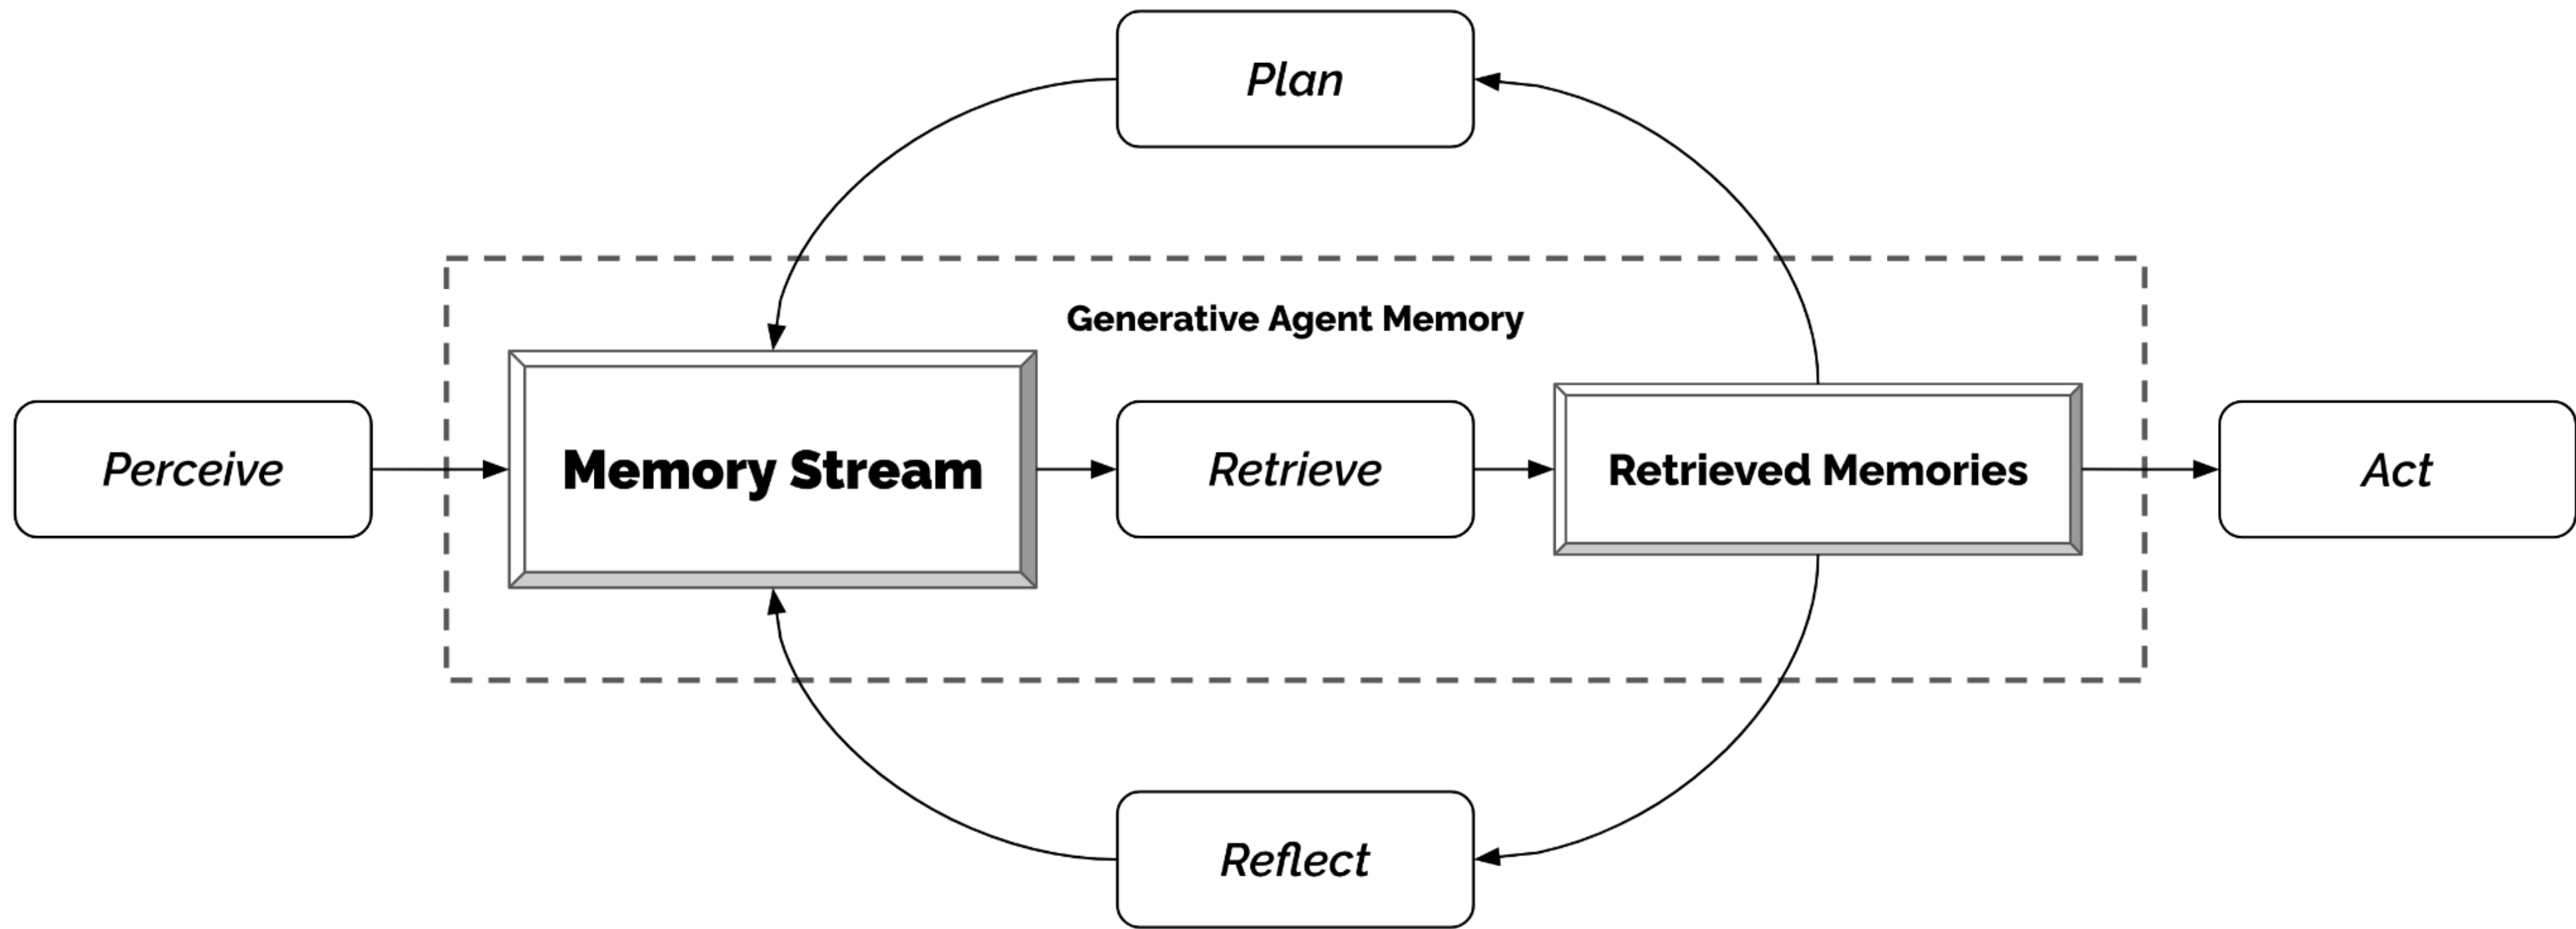 Plan
Generative Agent Memory
Perceive
Memory Stream
Retrieve
Retrieved Memories
Act
Reflect